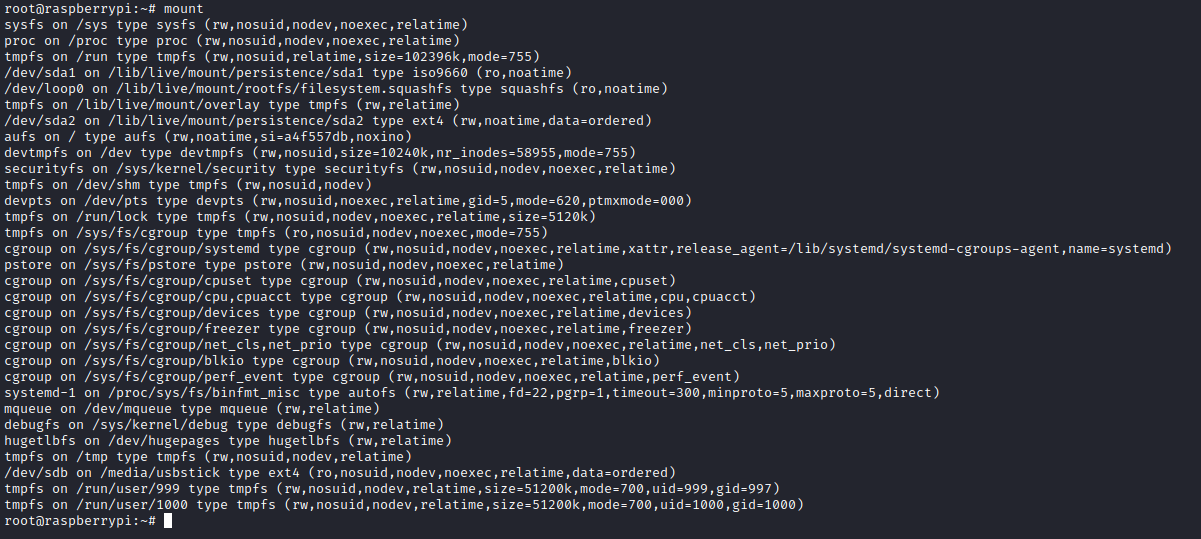 root@raspberrypi:~# mount
sysfs on /sys type sysfs (rw,nosuid,nodev,noexec,relatime)
proc on /proc type proc (rw,nosuid,nodev,noexec,relatime)
tmpfs on /run type tmpfs (rw,nosuid,relatime,size=102396k,mode=755)
/dev/sda1 on /lib/live/mount/persistence/sda1 type iso9660 (ro,noatime)
/dev/loop0 on /lib/live/mount/rootfs/filesystem.squashfs type squashfs (ro,noatime)
tmpfs on /lib/live/mount/overlay type tmpfs (rw,relatime)
/dev/sda2 on /lib/live/mount/persistence/sda2 type ext4 (rw,noatime,data=ordered)
aufs on / type aufs (rw,noatime,si=a4f557db,noxino)
devtmpfs on /dev type devtmpfs (rw,nosuid,size=10240k,nr_inodes=58955,mode=755)
securityfs on /sys/kernel/security type securityfs (rw,nosuid,nodev,noexec,relatime)
tmpfs on /dev/shm type tmpfs (rw,nosuid,nodev)
devpts on /dev/pts type devpts (rw,nosuid,noexec,relatime,gid=5,mode=620,ptmxmode=000)
tmpfs on /run/lock type tmpfs (rw,nosuid,nodev,noexec,relatime,size=5120k)
tmpfs on /sys/fs/cgroup type tmpfs (ro,nosuid,nodev,noexec,mode=755)
cgroup on /sys/fs/cgroup/systemd type cgroup (rw,nosuid,nodev,noexec,relatime,xattr,release_agent=/lib/systemd/systemd-cgroups-agent,name=systemd)
pstore on /sys/fs/pstore type pstore (rw,nosuid,nodev,noexec,relatime)
cgroup on /sys/fs/cgroup/cpuset type cgroup (rw,nosuid,nodev,noexec,relatime,cpuset)
cgroup on /sys/fs/cgroup/cpu,cpuacct type cgroup (rw,nosuid,nodev,noexec,relatime,cpu,cpuacct)
cgroup on /sys/fs/cgroup/devices type cgroup (rw,nosuid,nodev,noexec,relatime,devices)
cgroup on /sys/fs/cgroup/freezer type cgroup (rw,nosuid,nodev,noexec,relatime,freezer)
cgroup on /sys/fs/cgroup/net_cls,net_prio type cgroup (rw,nosuid,nodev,noexec,relatime,net_cls,net_prio)
cgroup on /sys/fs/cgroup/blkio type cgroup (rw,nosuid,nodev,noexec,relatime,blkio)
cgroup on /sys/fs/cgroup/perf_event type cgroup (rw,nosuid,nodev,noexec,relatime,perf_event)
systemd-1 on /proc/sys/fs/binfmt_misc type autofs (rw,relatime,fd=22,pgrp=1,timeout=300,minproto=5,maxproto=5,direct)
mqueue on /dev/mqueue type mqueue (rw,relatime)
debugfs on /sys/kernel/debug type debugfs (rw,relatime)
hugetlbfs on /dev/hugepages type hugetlbfs (rw,relatime)
tmpfs on /tmp type tmpfs (rw,nosuid,nodev,relatime)
/dev/sdb on /media/usbstick type ext4 (ro,nosuid,nodev,noexec,relatime,data=ordered)
tmpfs on /run/user/999 type tmpfs (rw,nosuid,nodev,relatime,size=51200k,mode=700,uid=999,gid=997)
tmpfs on /run/user/1000 type tmpfs (rw,nosuid,nodev,relatime,size=51200k,mode=700,uid=1000,gid=1000)
root@raspberrypi:~#